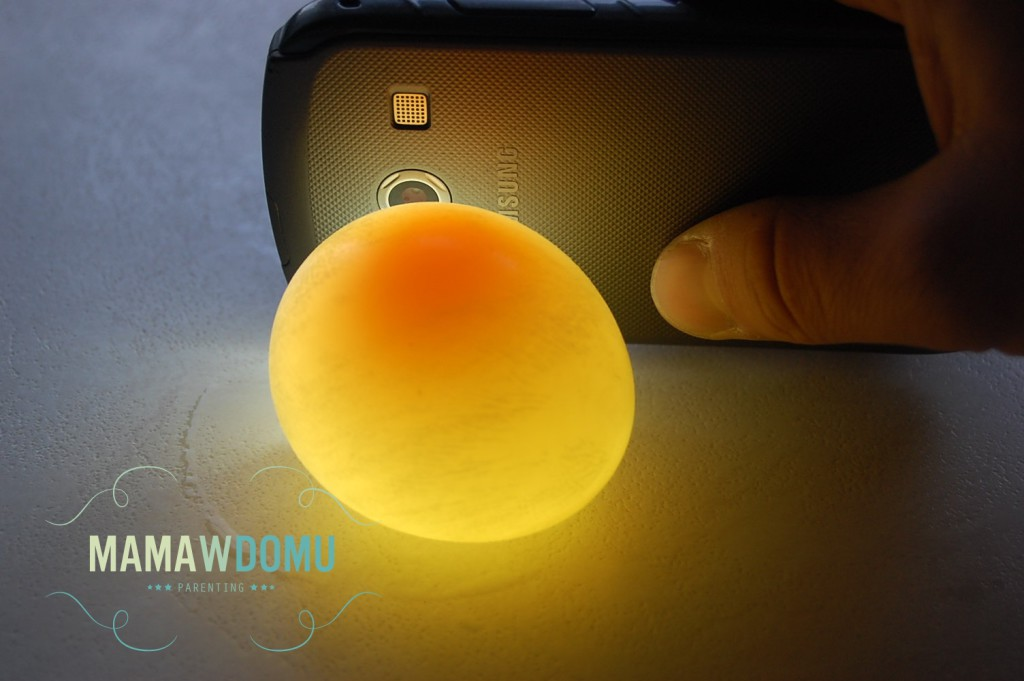 SAMSUNG
MAMAWDOMU
★★★ PARENTING ★★★